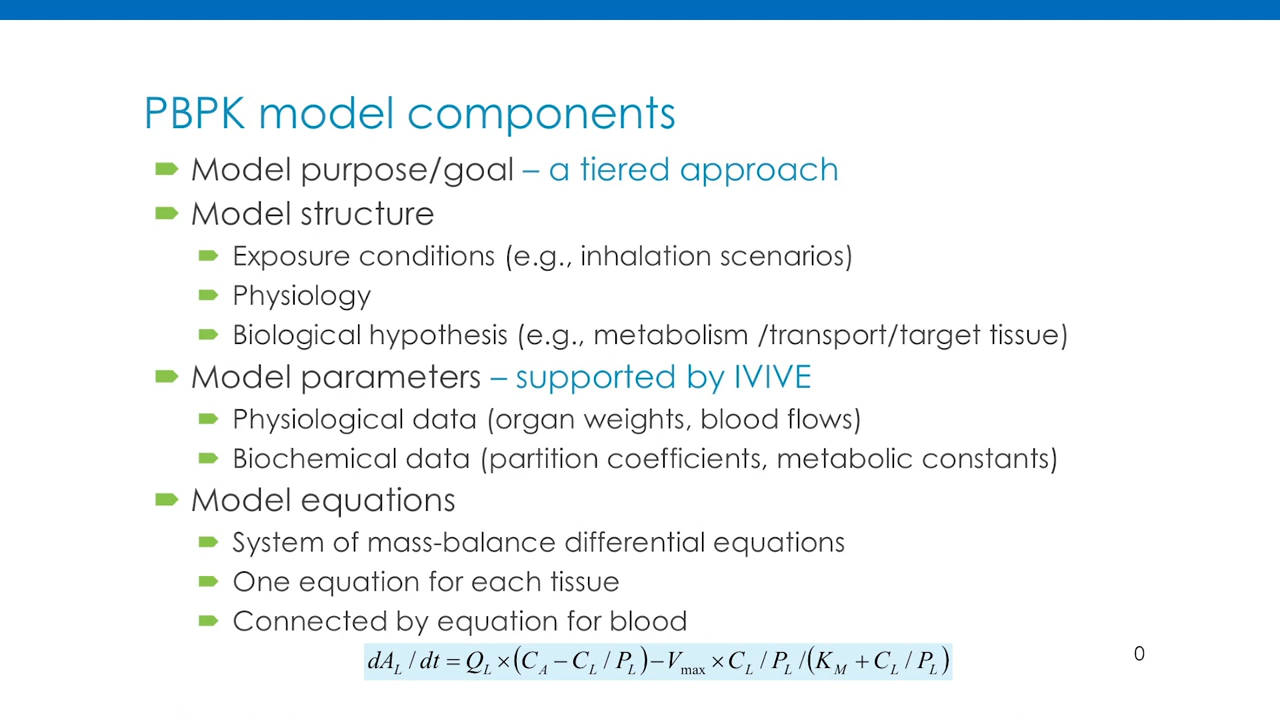 PBPK model components
Model purpose/goal – a tiered approach
Model structure
Exposure conditions (e.g., inhalation scenarios)
Physiology
Biological hypothesis (e.g., metabolism /transport/target tissue)
Model parameters – supported by IVIVE
Physiological data (organ weights, blood flows)
Biochemical data (partition coefficients, metabolic constants)
Model equations
System of mass-balance differential equations
One equation for each tissue
Connected by equation for blood
dA_L / dt = Q_L × (C_A − C_L / P_L) − V_max × C_L / P_L / (K_M + C_L / P_L)
0